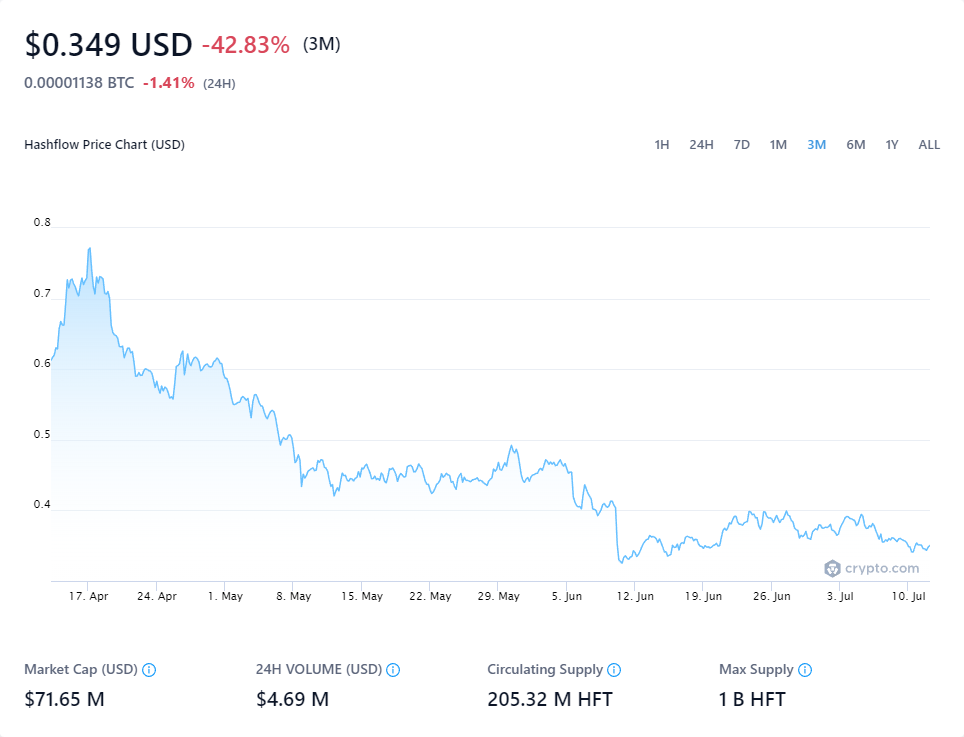 $0.349 USD -42.83% (3M)
0.00001138 BTC -1.41% (24H)
Hashflow Price Chart (USD) 1H 24H 7D 1M 3M 6M 1Y ALL
0.8
0.7
0.6
0.5
0.4
crypto.com
17. Apr 24. Apr 1. May 8. May 15. May 22. May 29. May 5. Jun 12. Jun 19. Jun 26. Jun 3. Jul 10. Jul
Market Cap (USD) 24H VOLUME (USD) Circulating Supply Max Supply
$71.65 M $4.69 M 205.32 M HFT 1 B HFT